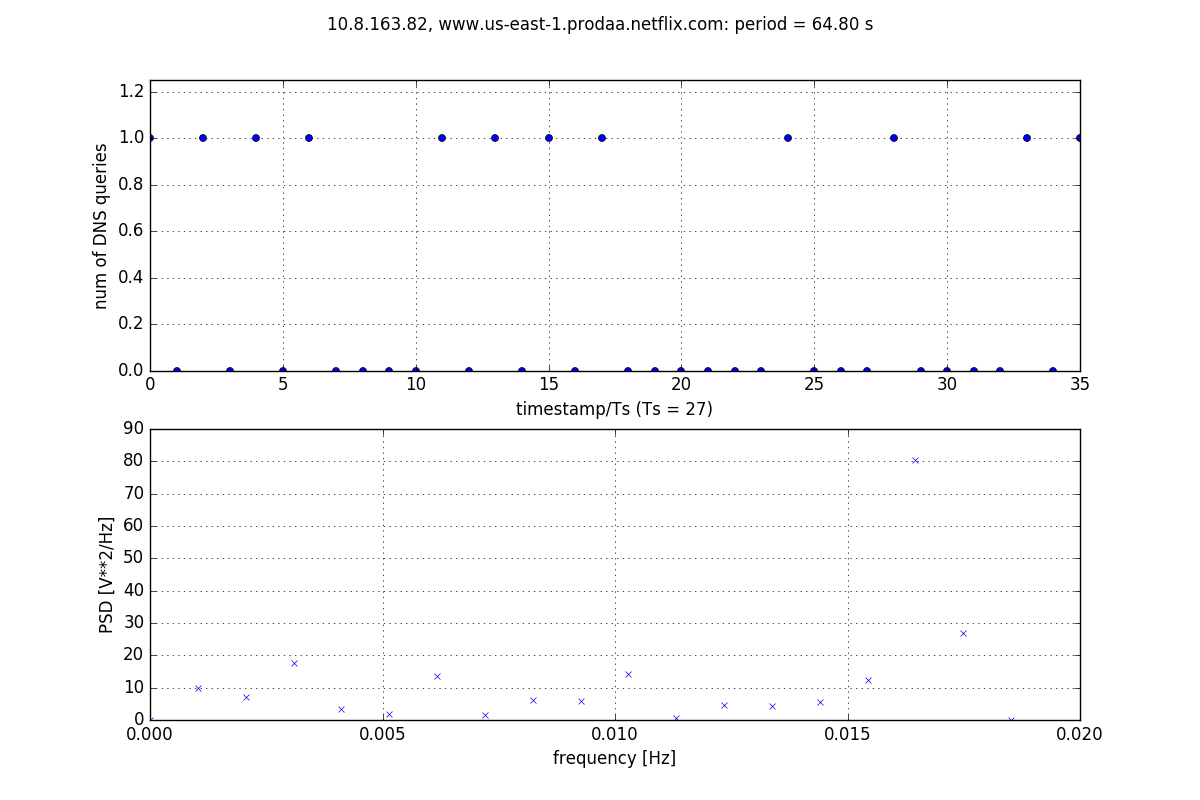 10.8.163.82, www.us-east-1.prodaa.netflix.com: period = 64.80 s
1.2
1.0
0.8
0.6
0.4
0.2
0.0
num of DNS queries
0 5 10 15 20 25 30 35
timestamp/Ts (Ts = 27)
90
80
70
60
50
40
30
20
10
0
PSD [V**2/Hz]
0.000 0.005 0.010 0.015 0.020
frequency [Hz]